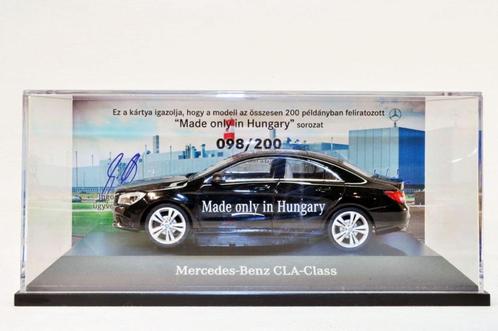 Ez a kártya igazolja, hogy a modell az összesen 200 példányban feliratozott
"Made only in Hungary" sorozat
098/200
Made only in Hungary
Mercedes-Benz CLA-Class